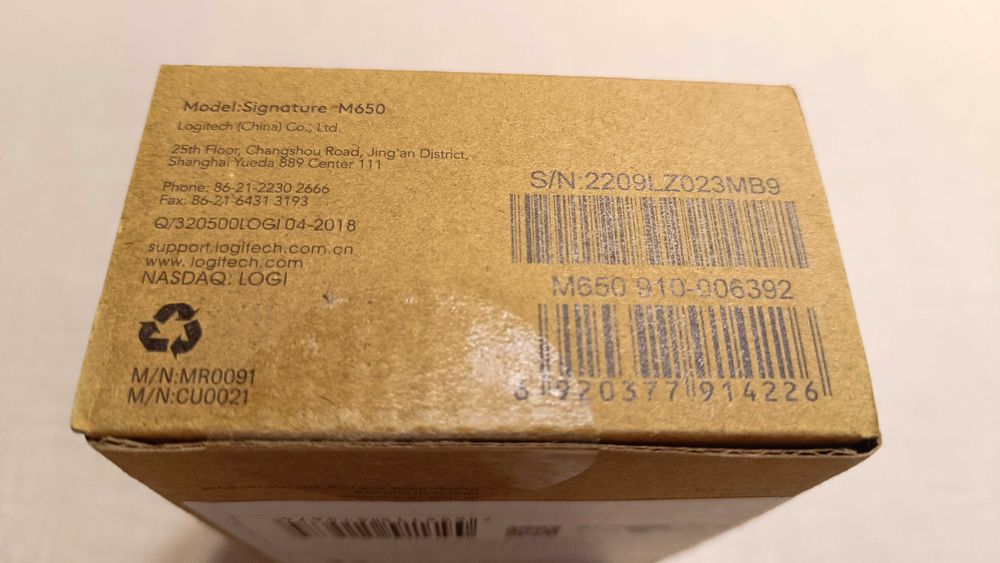 Model:Signature M650
Logitech (China) Co., Ltd.
25th Floor, Changshou Road, Jing'an District,
Shanghai Yueda 889 Center 111
Phone: 86-21-2230 2666
Fax: 86-21-6431 3193
Q/320500LOGI 04-2018
support.logitech.com.cn
www.logitech.com
NASDAQ: LOGI
M/N:MR0091
M/N:CU0021
S/N:2209LZ023MB9
M650 910-006392
6 920377 914226